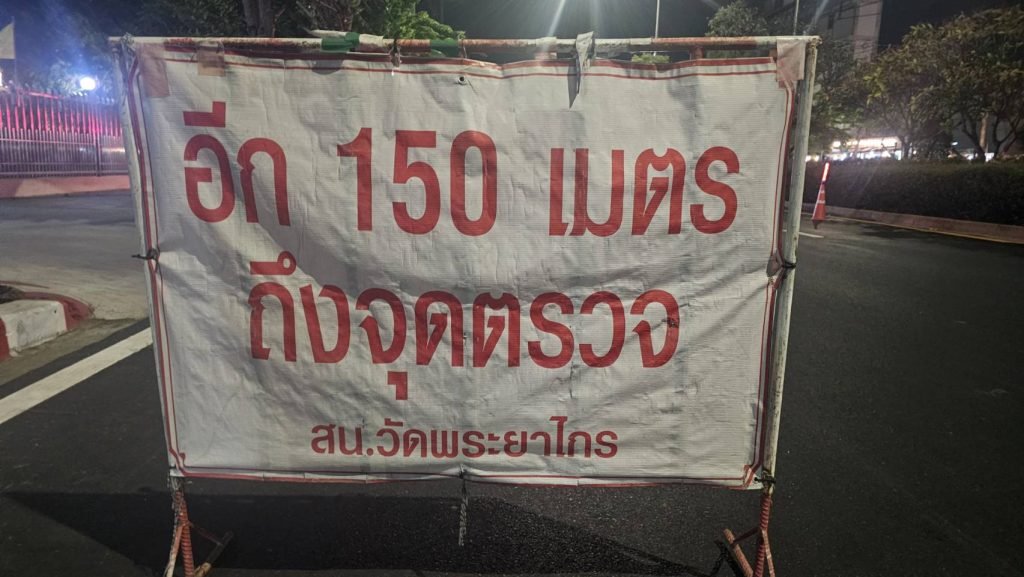 อีก 150 เมตร
ถึงจุดตรวจ
สน.วัดพระยาไกร